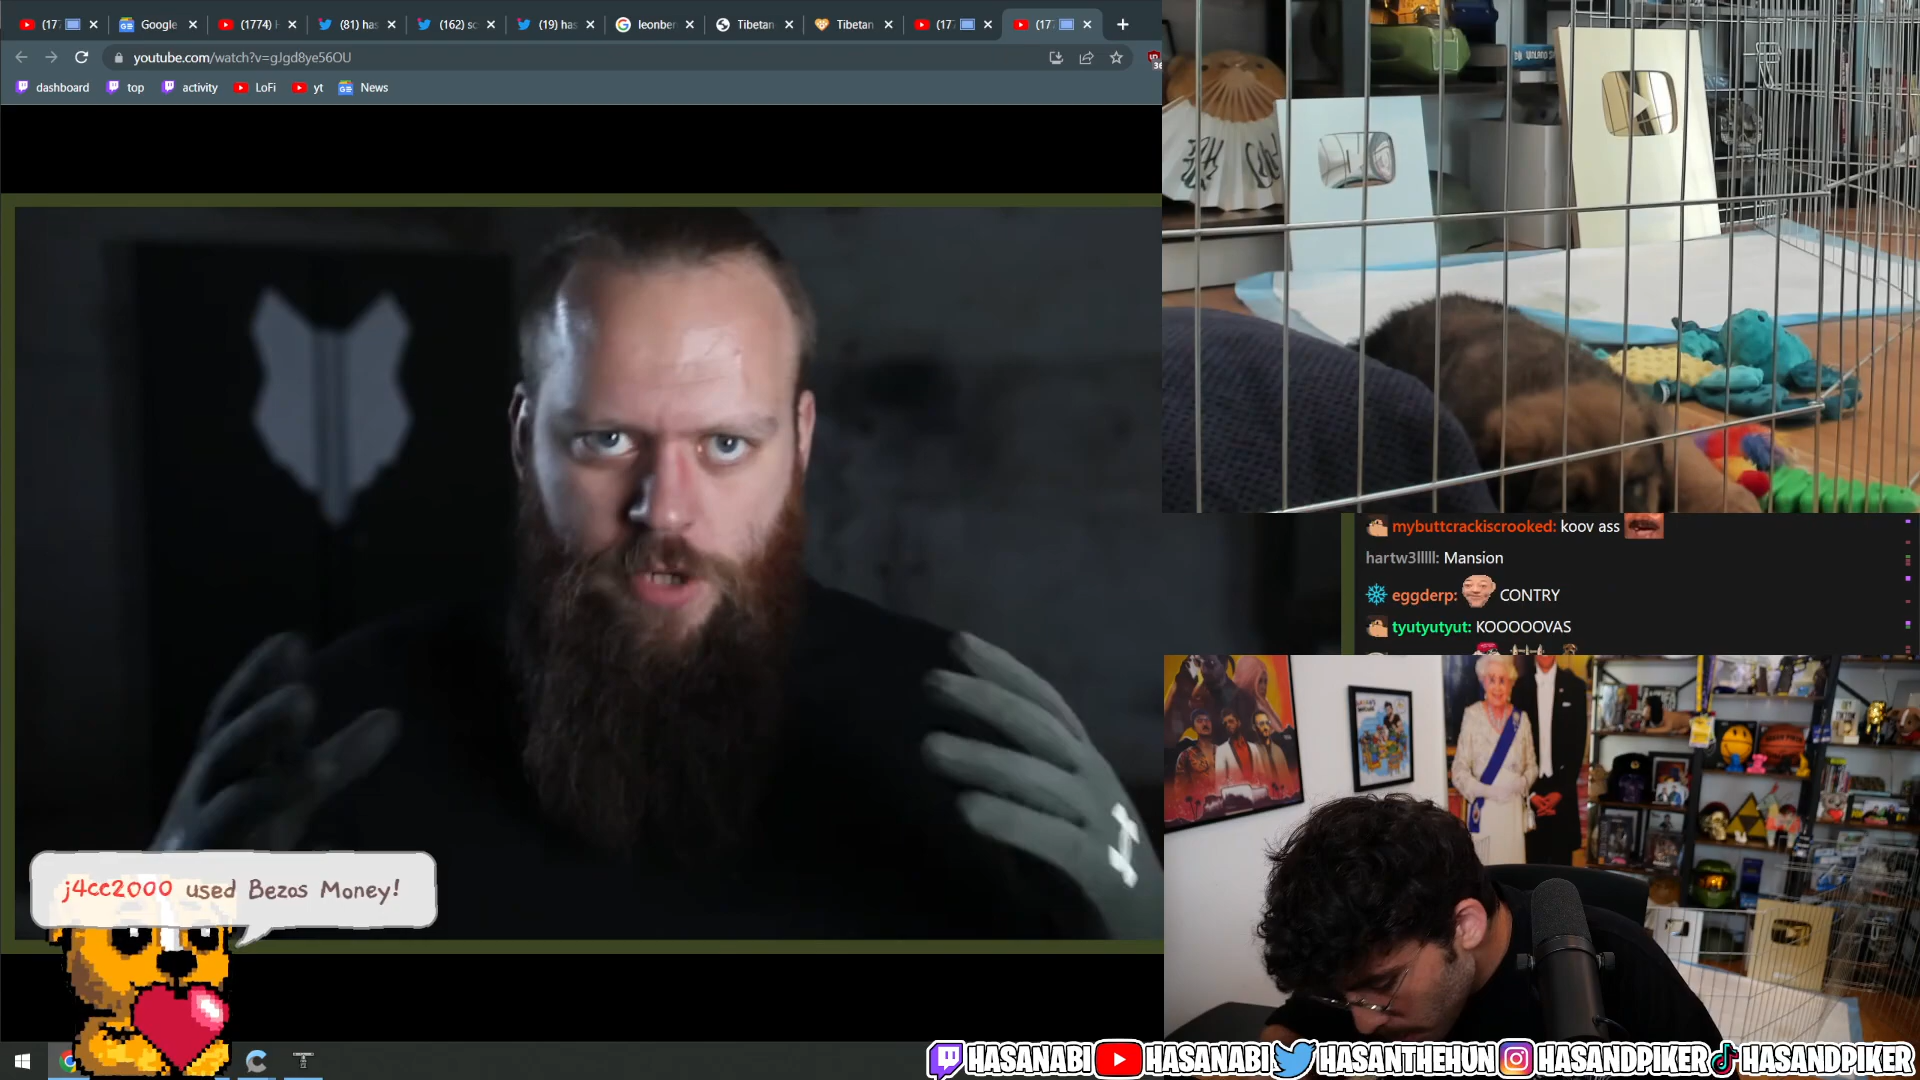 (17
Google
(1774) H
(81) has
(162) sc
(19) has
leonber
Tibetan
Tibetan
(17
(17
youtube.com/watch?v=gJgd8ye56OU
dashboard
top
activity
LoFi
yt
News
mybuttcrackiscrooked: koov ass
hartw3lllll: Mansion
eggderp: CONTRY
tyutyutyut: KOOOOOVAS
j4cc2000 used Bezos Money!
HASANABI HASANABI HASANTHEHUN HASANDPIKER HASANDPIKER